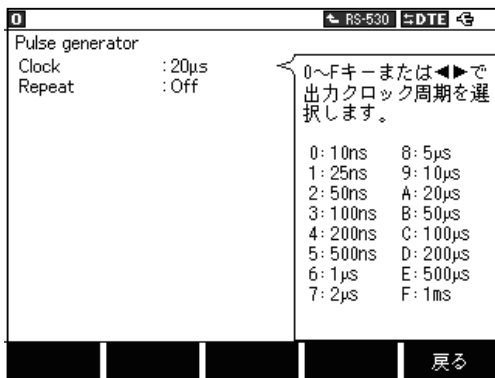 0 RS-530 DTE
Pulse generator
Clock :20μs
Repeat :Off
0～Fキーまたは◀▶で
出力クロック周期を選
択します。
0:10ns 8:5μs
1:25ns 9:10μs
2:50ns A:20μs
3:100ns B:50μs
4:200ns C:100μs
5:500ns D:200μs
6:1μs E:500μs
7:2μs F:1ms
戻る